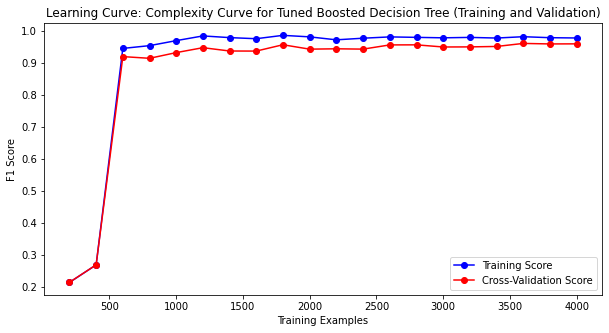 Learning Curve: Complexity Curve for Tuned Boosted Decision Tree (Training and Validation)
1.0
0.9
0.8
0.7
0.6
0.5
0.4
0.3
0.2
F1 Score
Training Score
Cross-Validation Score
500 1000 1500 2000 2500 3000 3500 4000
Training Examples